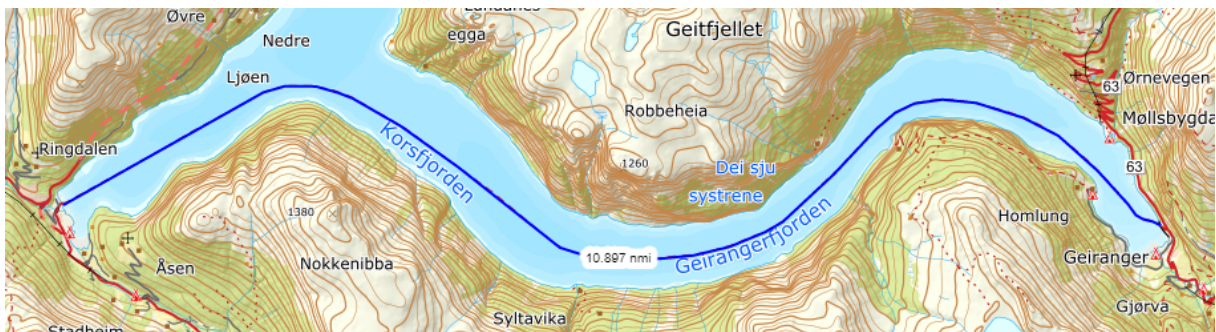 Øvre
egga
Geitfjellet
Nedre
Ljøen
63
Ørnevegen
Robbeheia
Møllsbygda
Ringdalen
Korsfjorden
1260
Dei sju
systrene
63
1380
Homlung
Nokkenibba
10.897 nmi
Geirangerfjorden
Geiranger
Åsen
Gjørva
Syltavika
Stadheim